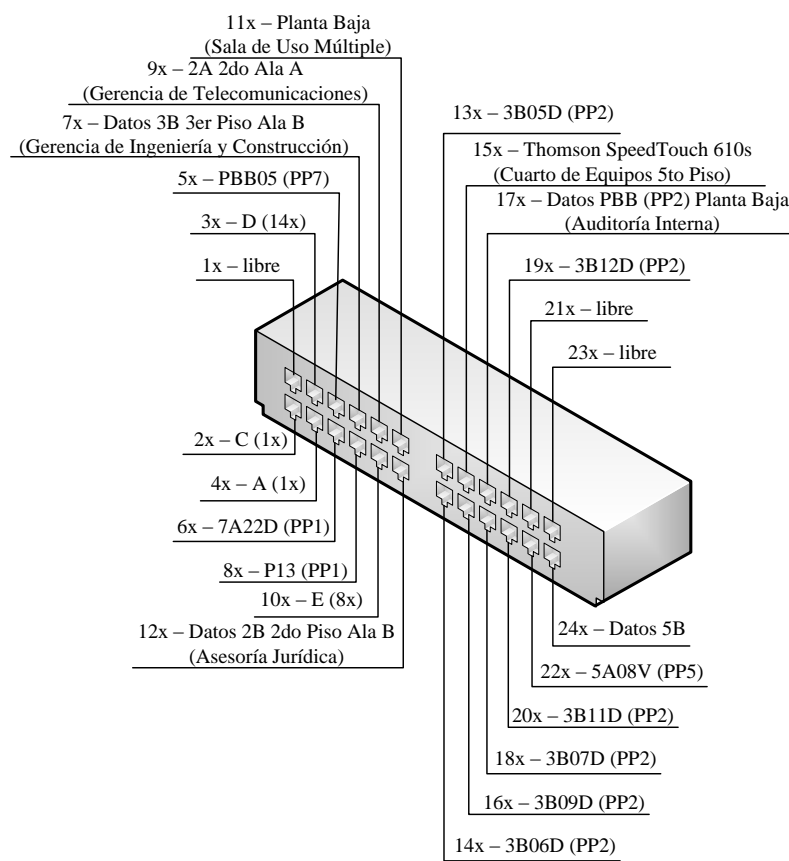 11x – Planta Baja
(Sala de Uso Múltiple)
9x – 2A 2do Ala A
(Gerencia de Telecomunicaciones)
7x – Datos 3B 3er Piso Ala B
(Gerencia de Ingeniería y Construcción)
5x – PBB05 (PP7)
3x – D (14x)
1x – libre
13x – 3B05D (PP2)
15x – Thomson SpeedTouch 610s
(Cuarto de Equipos 5to Piso)
17x – Datos PBB (PP2) Planta Baja
(Auditoría Interna)
19x – 3B12D (PP2)
21x – libre
23x – libre
2x – C (1x)
4x – A (1x)
6x – 7A22D (PP1)
8x – P13 (PP1)
10x – E (8x)
12x – Datos 2B 2do Piso Ala B
(Asesoría Jurídica)
24x – Datos 5B
22x – 5A08V (PP5)
20x – 3B11D (PP2)
18x – 3B07D (PP2)
16x – 3B09D (PP2)
14x – 3B06D (PP2)